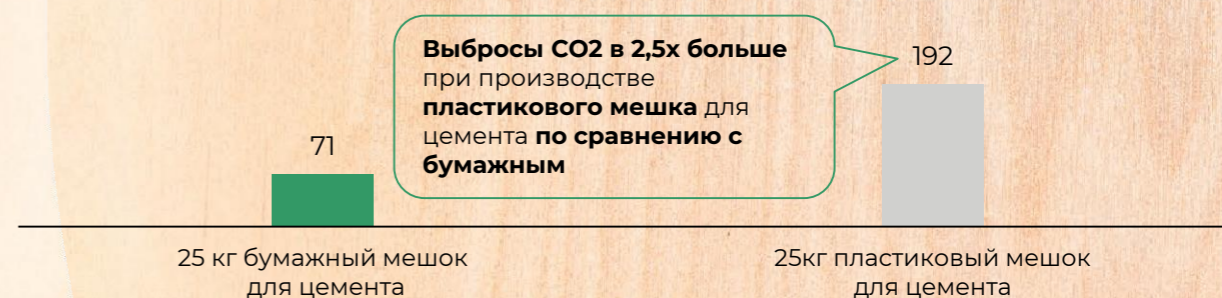 Выбросы СО2 в 2,5х больше
при производстве
пластикового мешка для
цемента по сравнению с
бумажным
192
71
25 кг бумажный мешок
для цемента
25кг пластиковый мешок
для цемента